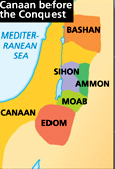 Canaan before
the Conquest
MEDITER-
RANEAN
SEA
BASHAN
SIHON
AMMON
MOAB
CANAAN
EDOM